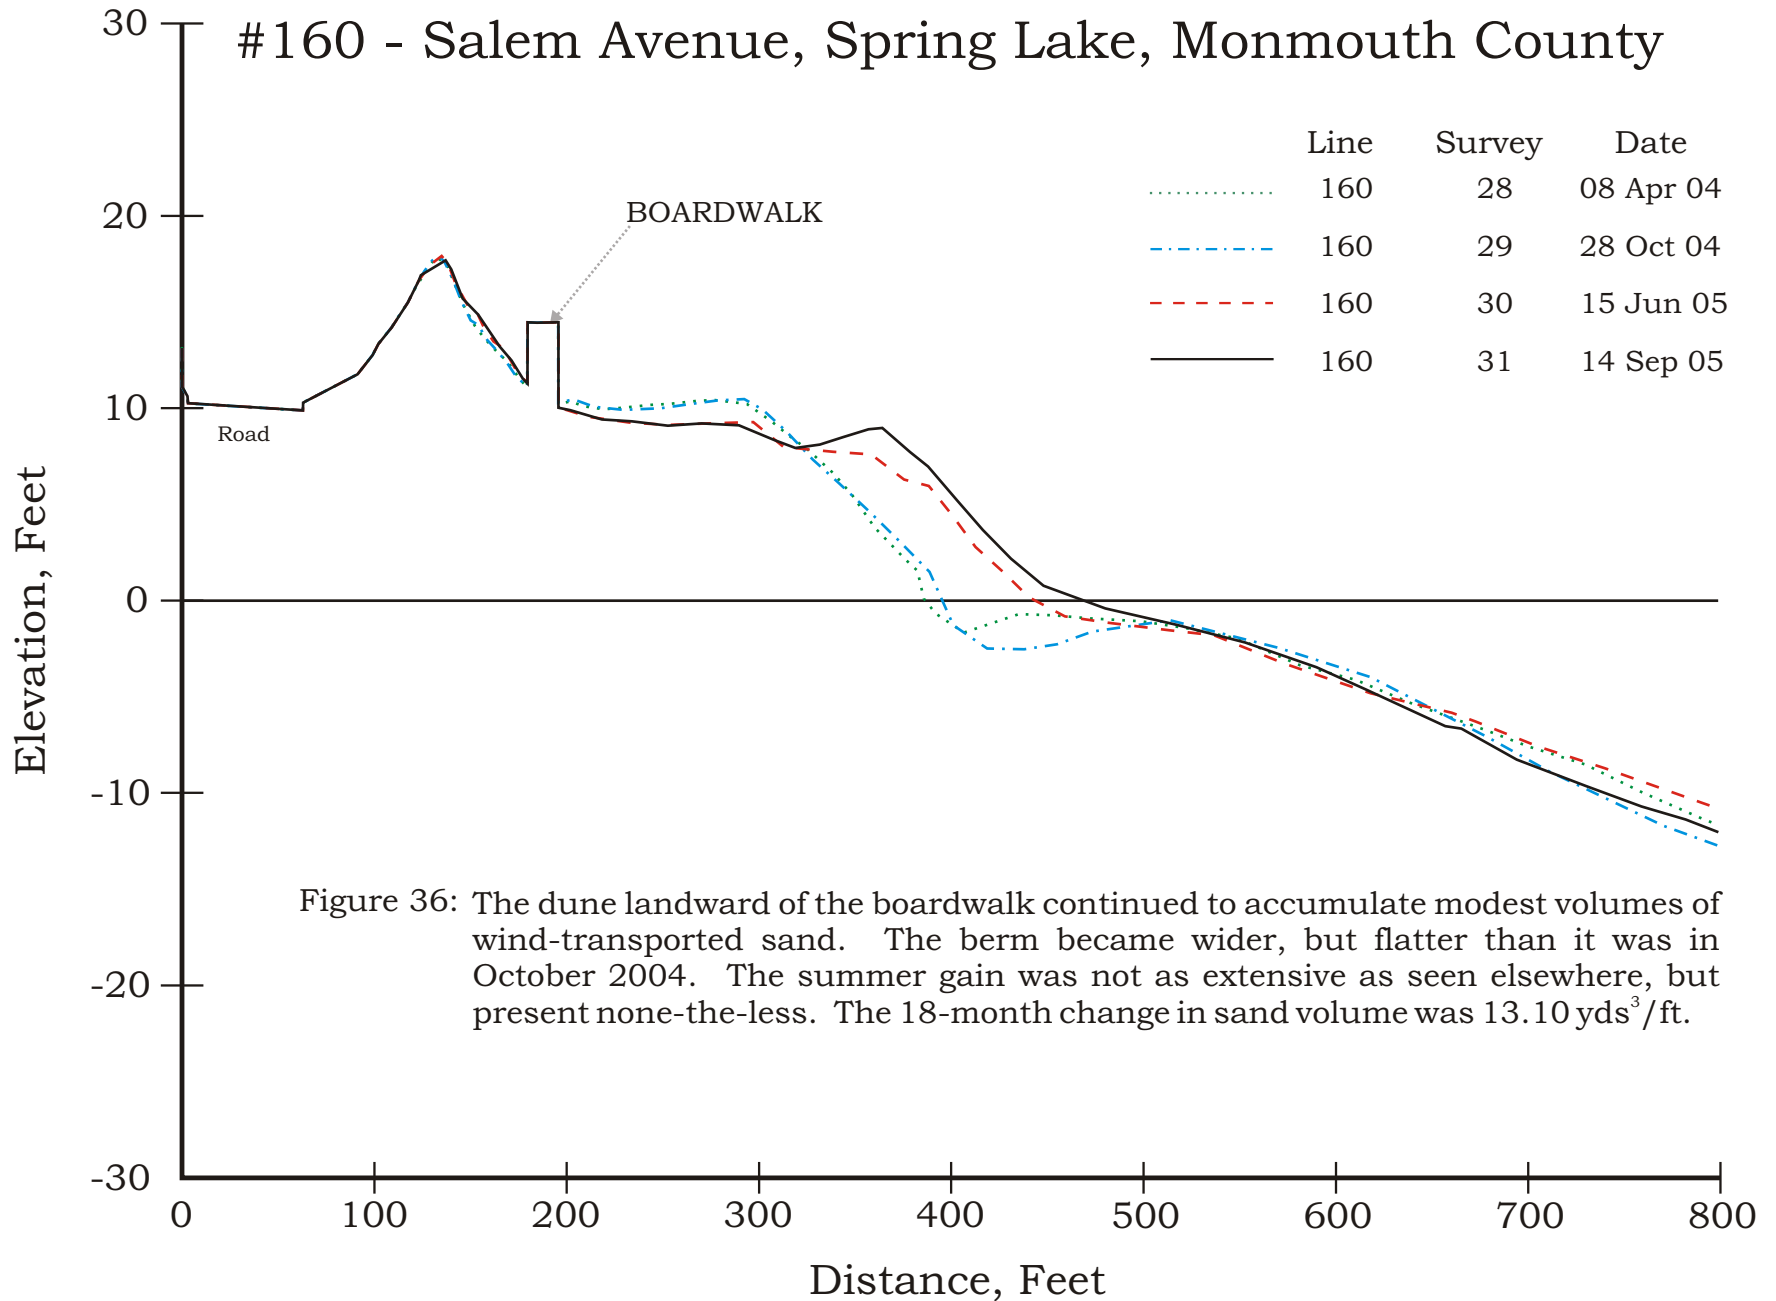 #160 - Salem Avenue, Spring Lake, Monmouth County
Line Survey Date
160 28 08 Apr 04
160 29 28 Oct 04
160 30 15 Jun 05
160 31 14 Sep 05
BOARDWALK
Road
Elevation, Feet
30
20
10
0
-10
-20
-30
Figure 36: The dune landward of the boardwalk continued to accumulate modest volumes of
wind-transported sand. The berm became wider, but flatter than it was in
October 2004. The summer gain was not as extensive as seen elsewhere, but
present none-the-less. The 18-month change in sand volume was 13.10 yds³/ft.
0 100 200 300 400 500 600 700 800
Distance, Feet